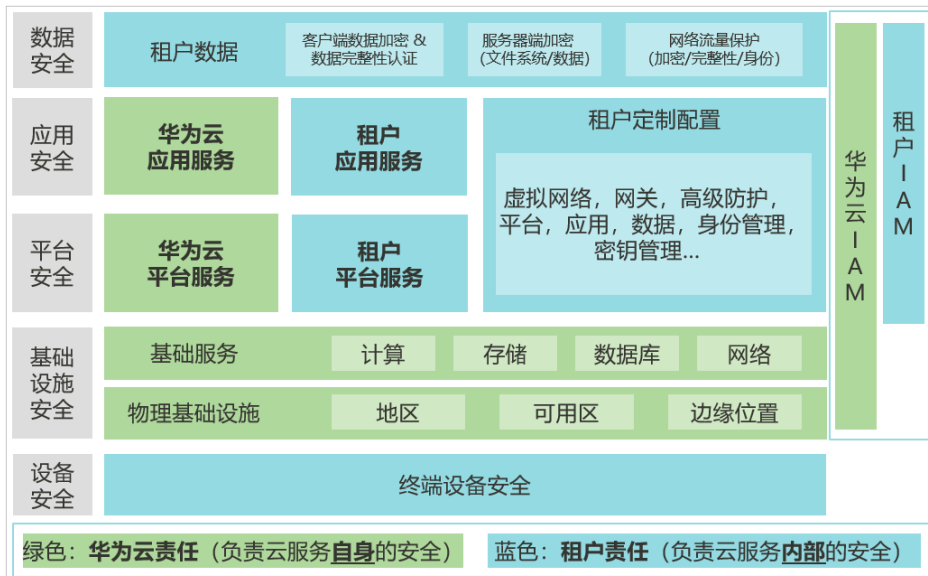 数据
安全
租户数据
客户端数据加密 &
数据完整性认证
服务器端加密
(文件系统/数据)
网络流量保护
(加密/完整性/身份)
应用
安全
华为云
应用服务
租户
应用服务
租户定制配置
虚拟网络，网关，高级防护，
平台，应用，数据，身份管理，
密钥管理...
平台
安全
华为云
平台服务
租户
平台服务
基础
设施
安全
基础服务
计算
存储
数据库
网络
物理基础设施
地区
可用区
边缘位置
设备
安全
终端设备安全
华为云IAM
租户IAM
绿色：华为云责任（负责云服务自身的安全）
蓝色：租户责任（负责云服务内部的安全）